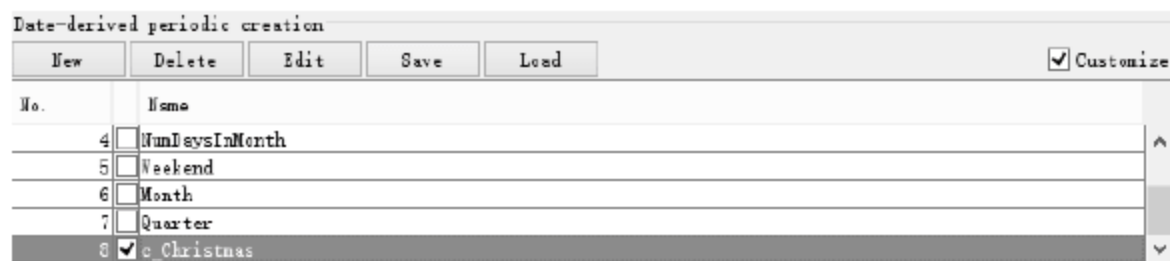 Date-derived periodic creation
New Delete Edit Save Load Customize
No. Name
4 NumDaysInMonth
5 Weekend
6 Month
7 Quarter
8 c_Christmas